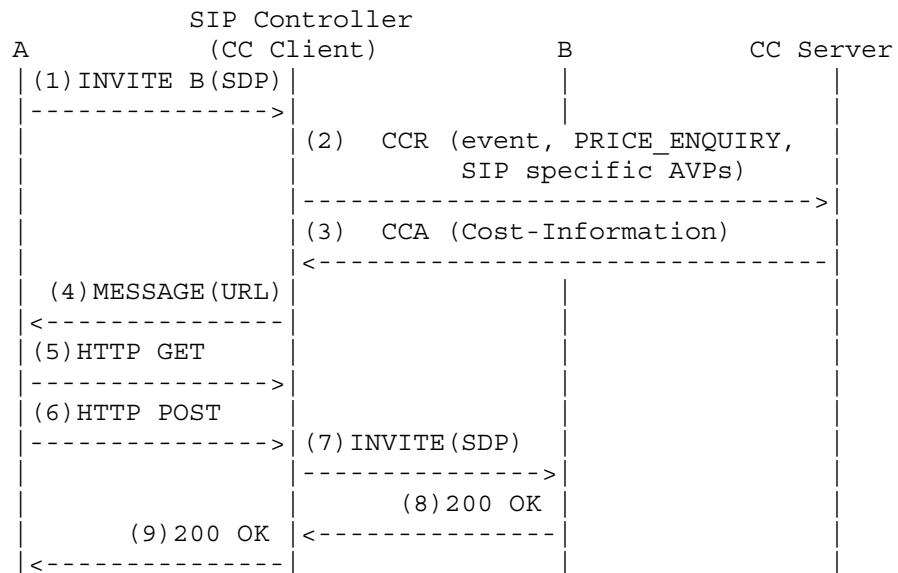 SIP Controller
A (CC Client) B CC Server
(1)INVITE B(SDP)
(2) CCR (event, PRICE_ENQUIRY,
SIP specific AVPs)
(3) CCA (Cost-Information)
(4)MESSAGE(URL)
(5)HTTP GET
(6)HTTP POST
(7)INVITE(SDP)
(8)200 OK
(9)200 OK